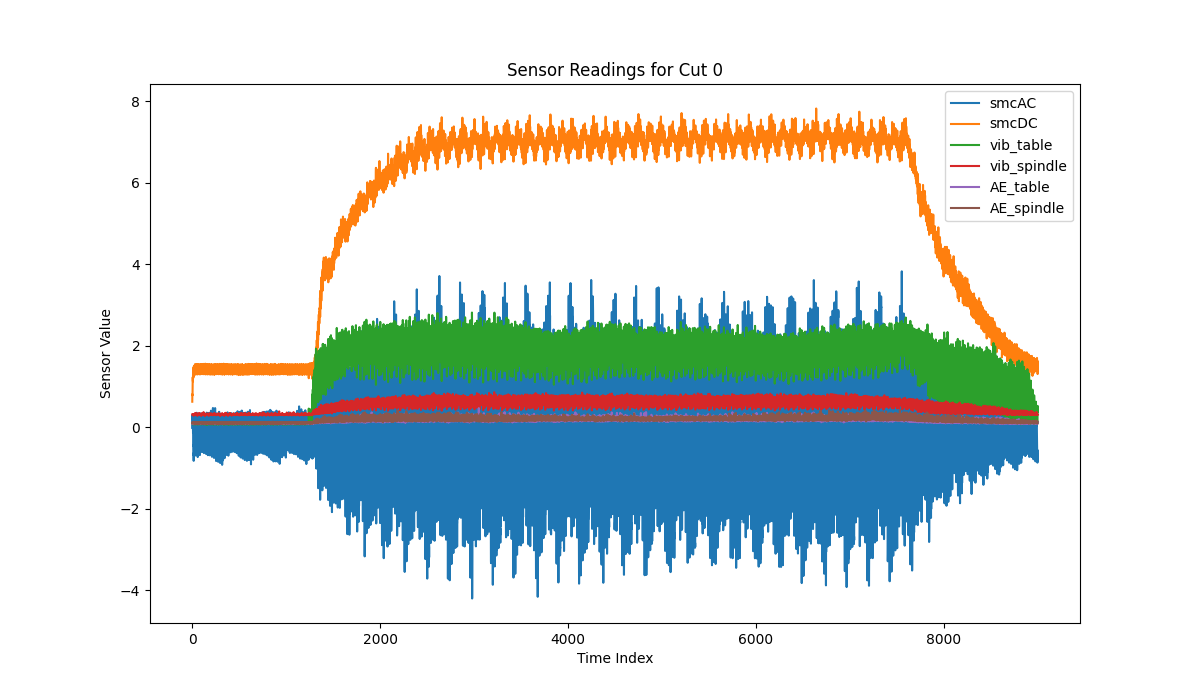 Sensor Readings for Cut 0
smcAC
smcDC
vib_table
vib_spindle
AE_table
AE_spindle
Sensor Value
8
6
4
2
0
−2
−4
0
2000
4000
6000
8000
Time Index